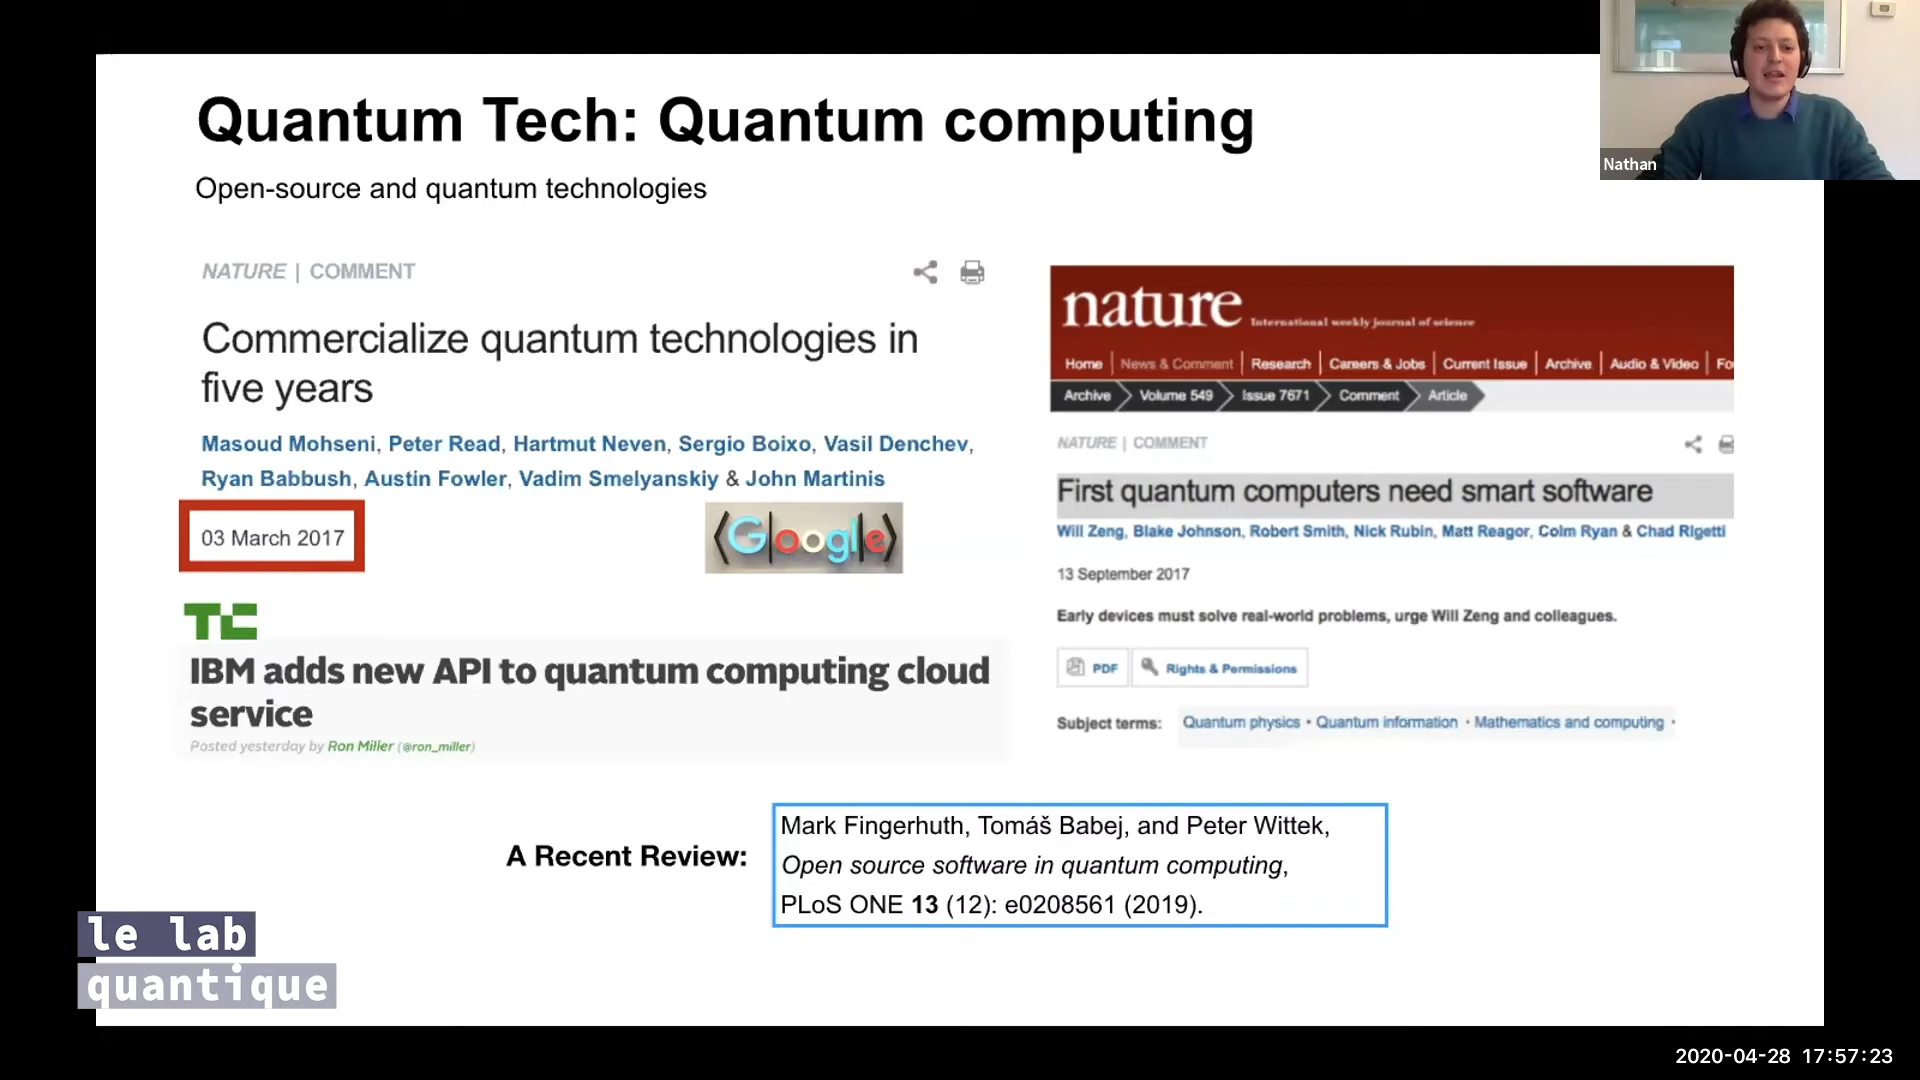 Quantum Tech: Quantum computing
Open-source and quantum technologies
Nathan
NATURE | COMMENT
Commercialize quantum technologies in
five years
Masoud Mohseni, Peter Read, Hartmut Neven, Sergio Boixo, Vasil Denchev,
Ryan Babbush, Austin Fowler, Vadim Smelyanskiy & John Martinis
03 March 2017
⟨G|oogle⟩
TC
IBM adds new API to quantum computing cloud
service
Posted yesterday by Ron Miller (@ron_miller)
nature International weekly journal of science
Home | News & Comment | Research | Careers & Jobs | Current Issue | Archive | Audio & Video | Fo
Archive Volume 549 Issue 7671 Comment Article
NATURE | COMMENT
First quantum computers need smart software
Will Zeng, Blake Johnson, Robert Smith, Nick Rubin, Matt Reagor, Colm Ryan & Chad Rigetti
13 September 2017
Early devices must solve real-world problems, urge Will Zeng and colleagues.
PDF Rights & Permissions
Subject terms: Quantum physics • Quantum information • Mathematics and computing •
A Recent Review:
Mark Fingerhuth, Tomáš Babej, and Peter Wittek,
Open source software in quantum computing,
PLoS ONE 13 (12): e0208561 (2019).
le lab
quantique
2020-04-28 17:57:23